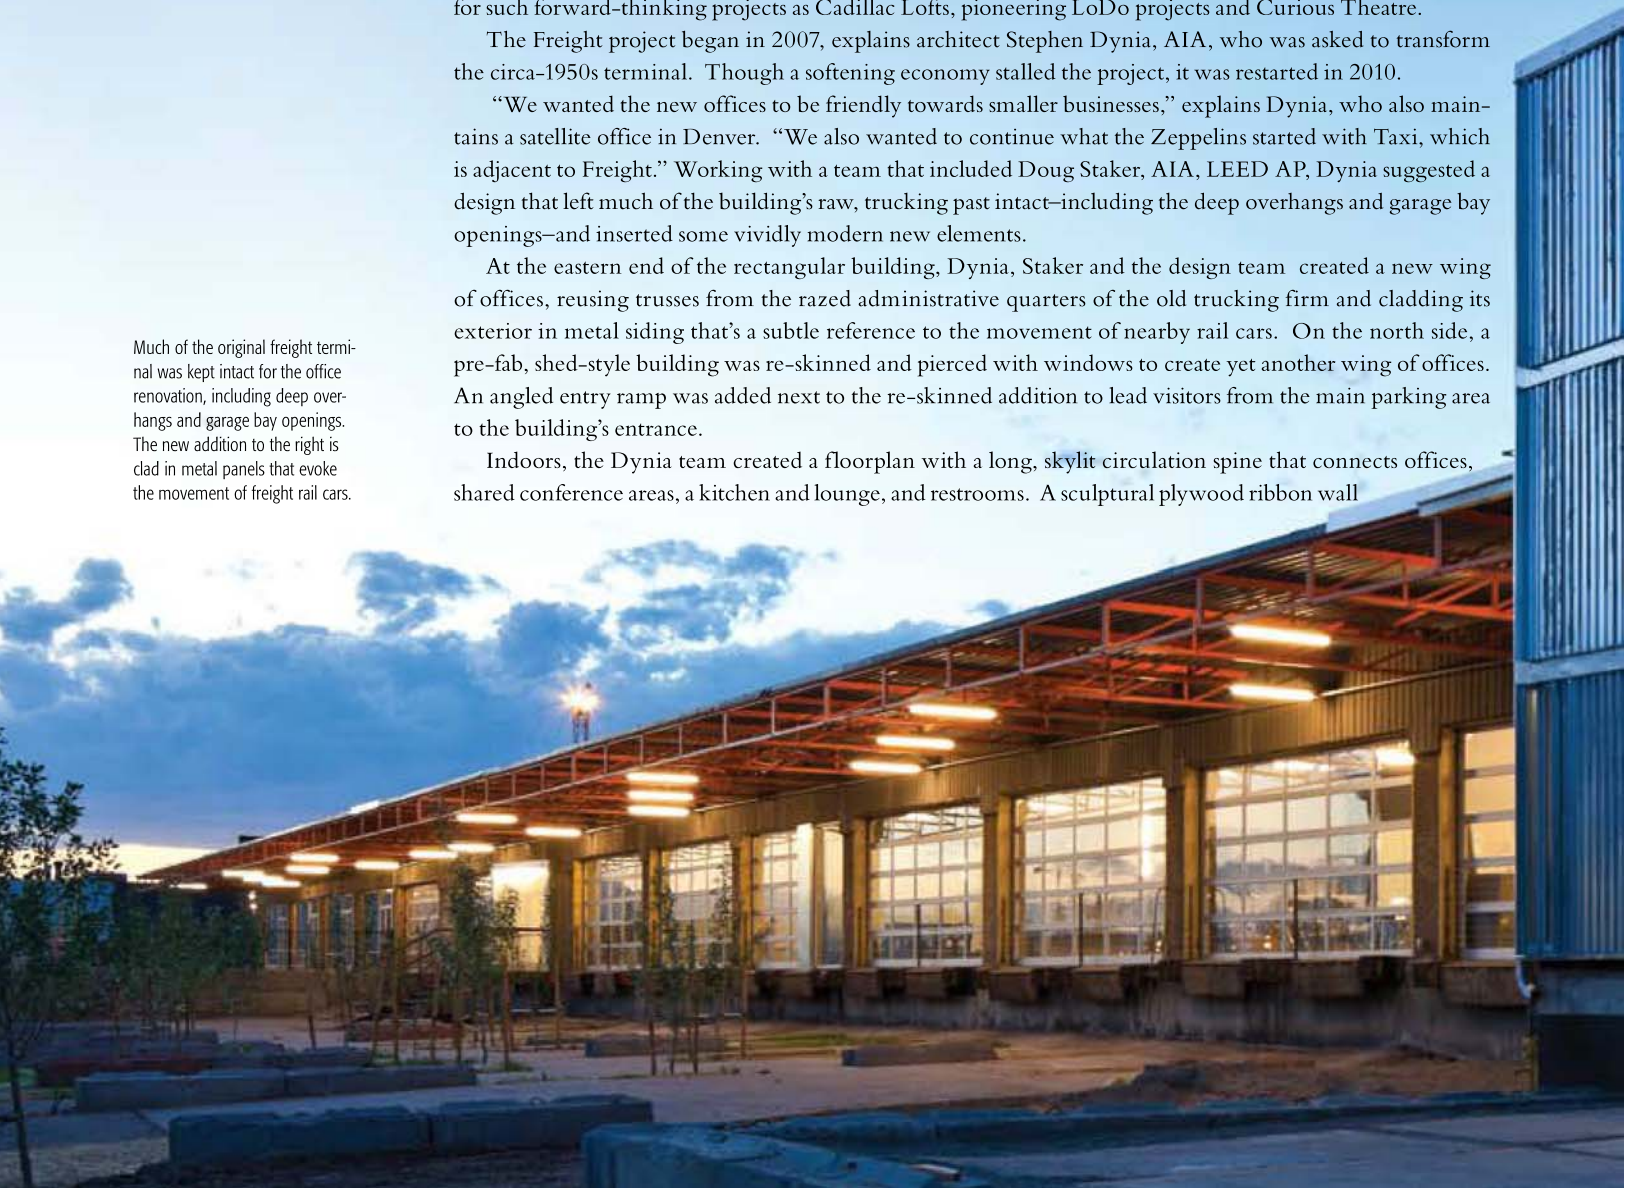 for such forward-thinking projects as Cadillac Lofts, pioneering LoDo projects and Curious Theatre.
The Freight project began in 2007, explains architect Stephen Dynia, AIA, who was asked to transform
the circa-1950s terminal.  Though a softening economy stalled the project, it was restarted in 2010.
“We wanted the new offices to be friendly towards smaller businesses,” explains Dynia, who also main-
tains a satellite office in Denver.  “We also wanted to continue what the Zeppelins started with Taxi, which
is adjacent to Freight.” Working with a team that included Doug Staker, AIA, LEED AP, Dynia suggested a
design that left much of the building’s raw, trucking past intact–including the deep overhangs and garage bay
openings–and inserted some vividly modern new elements.
At the eastern end of the rectangular building, Dynia, Staker and the design team  created a new wing
of offices, reusing trusses from the razed administrative quarters of the old trucking firm and cladding its
exterior in metal siding that’s a subtle reference to the movement of nearby rail cars.  On the north side, a
pre-fab, shed-style building was re-skinned and pierced with windows to create yet another wing of offices.
An angled entry ramp was added next to the re-skinned addition to lead visitors from the main parking area
to the building’s entrance.
Indoors, the Dynia team created a floorplan with a long, skylit circulation spine that connects offices,
shared conference areas, a kitchen and lounge, and restrooms.  A sculptural plywood ribbon wall
Much of the original freight termi-
nal was kept intact for the office
renovation, including deep over-
hangs and garage bay openings.
The new addition to the right is
clad in metal panels that evoke
the movement of freight rail cars.